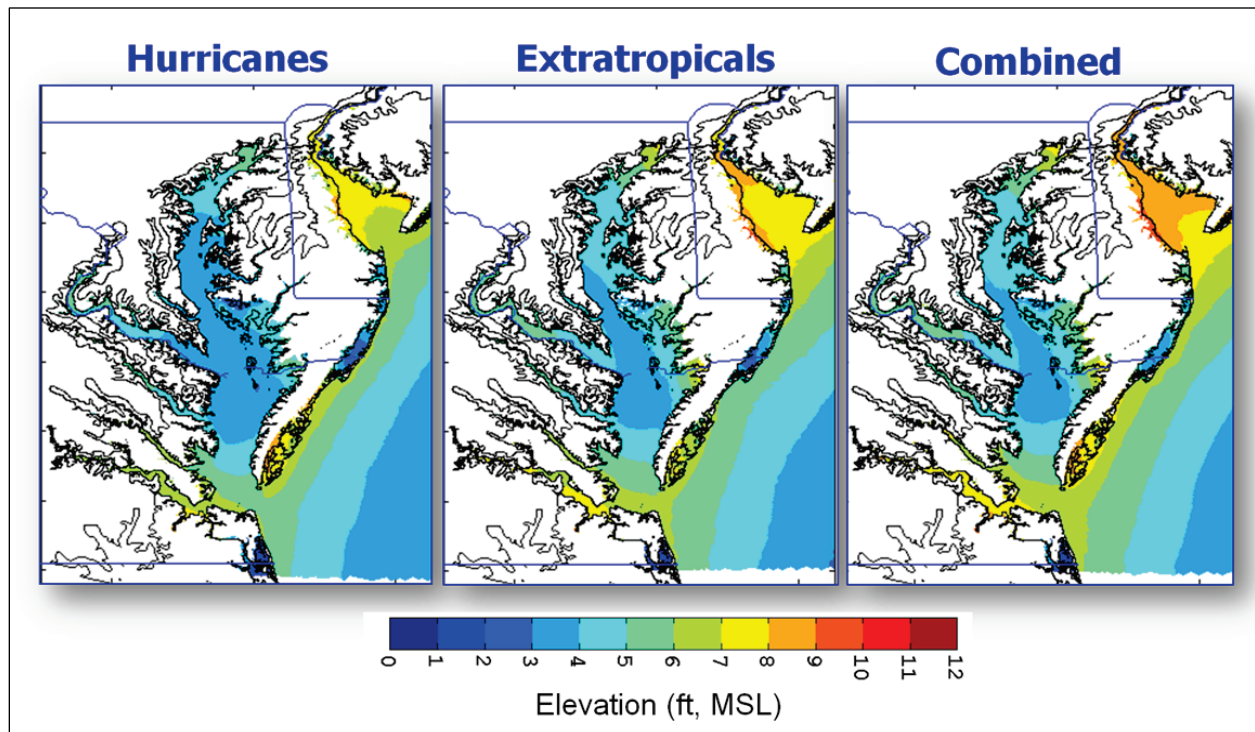 Hurricanes
Extratropicals
Combined
0 1 2 3 4 5 6 7 8 9 10 11 12
Elevation (ft, MSL)